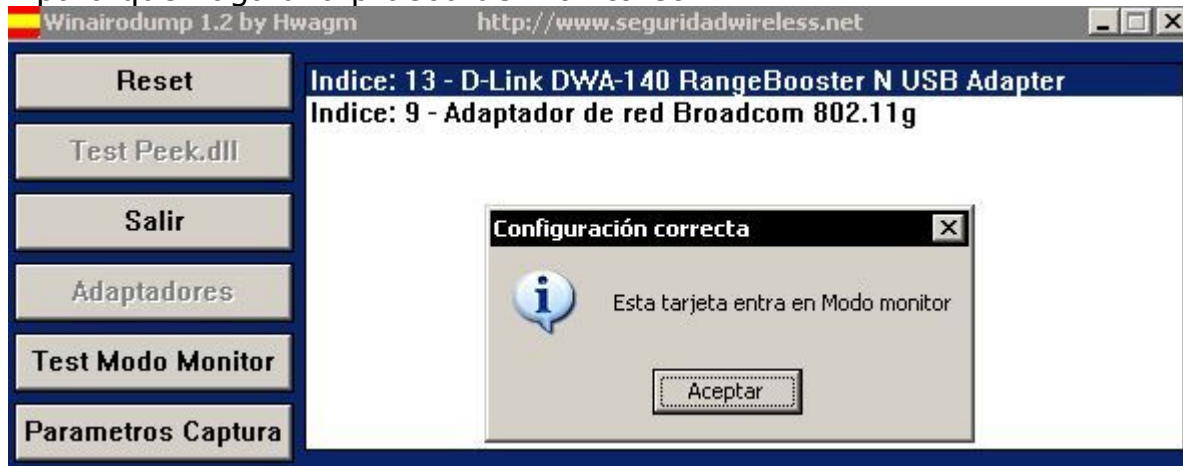 Winairodump 1.2 by Hwagm http://www.seguridadwireless.net
Reset
Test Peek.dll
Salir
Adaptadores
Test Modo Monitor
Parametros Captura
Indice: 13 - D-Link DWA-140 RangeBooster N USB Adapter
Indice: 9 - Adaptador de red Broadcom 802.11g
Configuración correcta
Esta tarjeta entra en Modo monitor
Aceptar